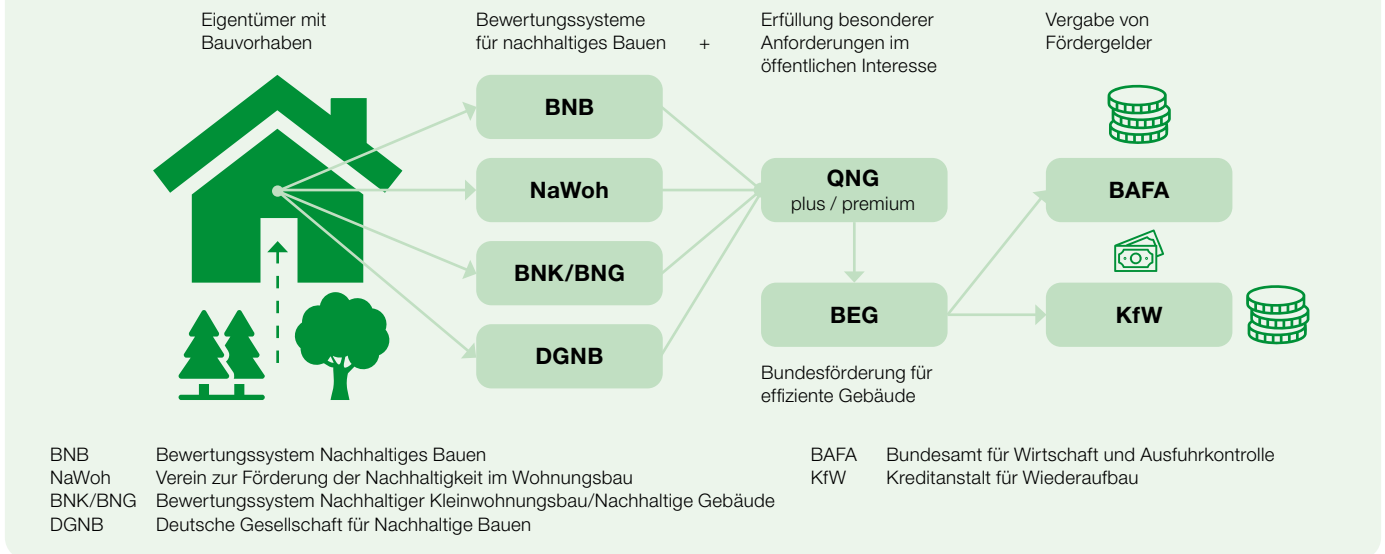 Eigentümer mit
Bauvorhaben
Bewertungssysteme
für nachhaltiges Bauen +
Erfüllung besonderer
Anforderungen im
öffentlichen Interesse
Vergabe von
Fördergelder
BNB
NaWoh
BNK/BNG
DGNB
QNG
plus / premium
BEG
Bundesförderung für
effiziente Gebäude
BAFA
KfW
BNB Bewertungssystem Nachhaltiges Bauen
NaWoh Verein zur Förderung der Nachhaltigkeit im Wohnungsbau
BNK/BNG Bewertungssystem Nachhaltiger Kleinwohnungsbau/Nachhaltige Gebäude
DGNB Deutsche Gesellschaft für Nachhaltige Bauen
BAFA Bundesamt für Wirtschaft und Ausfuhrkontrolle
KfW Kreditanstalt für Wiederaufbau